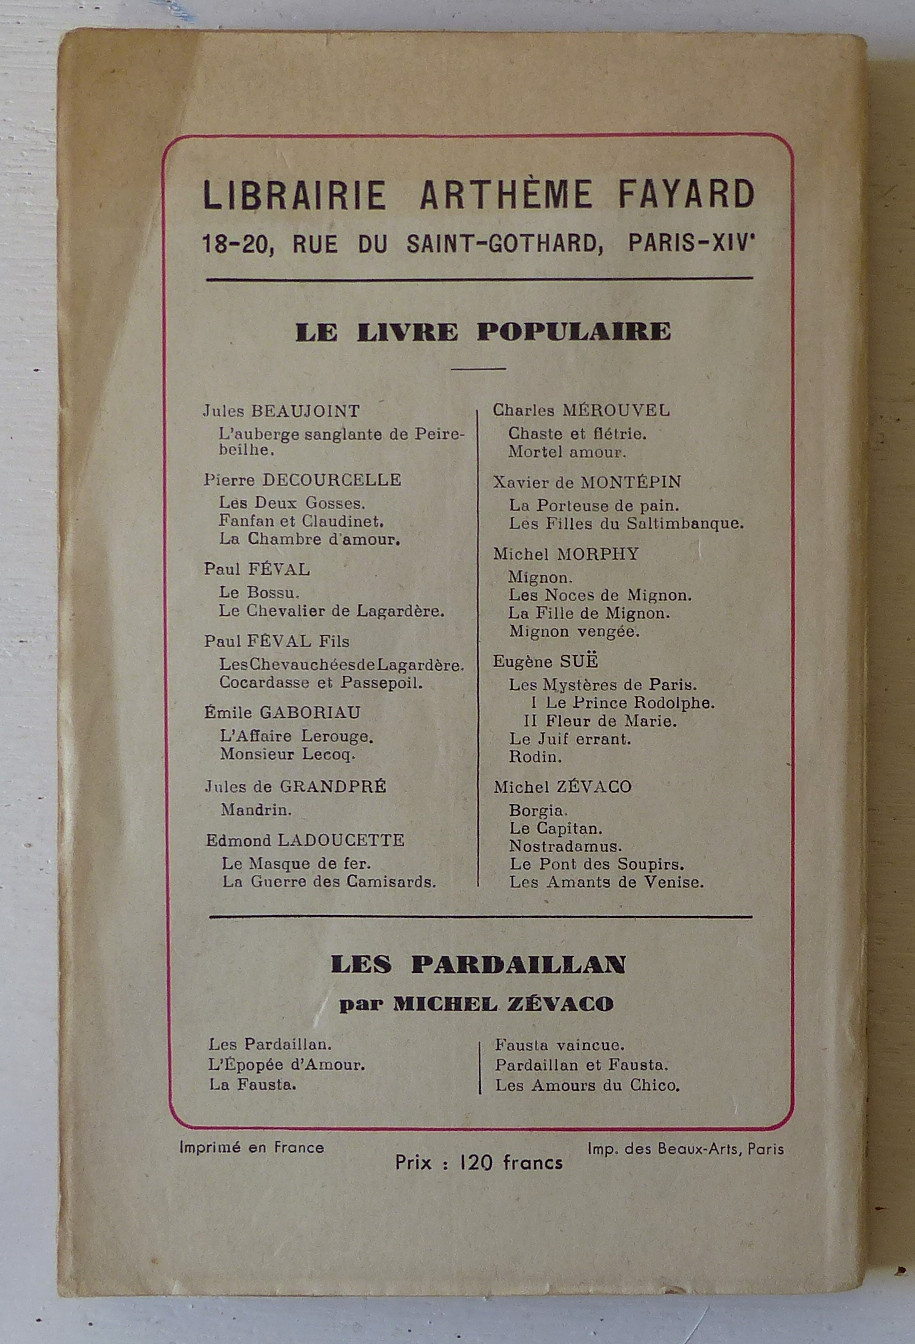 LIBRAIRIE ARTHÈME FAYARD
18-20, RUE DU SAINT-GOTHARD, PARIS-XIVe
LE LIVRE POPULAIRE
Jules BEAUJOINT
L'auberge sanglante de Peire-
beilhe.
Pierre DECOURCELLE
Les Deux Gosses.
Fanfan et Claudinet.
La Chambre d'amour.
Paul FÉVAL
Le Bossu.
Le Chevalier de Lagardère.
Paul FÉVAL Fils
Les Chevauchées de Lagardère.
Cocardasse et Passepoil.
Émile GABORIAU
L'Affaire Lerouge.
Monsieur Lecoq.
Jules de GRANDPRÉ
Mandrin.
Edmond LADOUCETTE
Le Masque de fer.
La Guerre des Camisards.
Charles MÉROUVEL
Chaste et flétrie.
Mortel amour.
Xavier de MONTÉPIN
La Porteuse de pain.
Les Filles du Saltimbanque.
Michel MORPHY
Mignon.
Les Noces de Mignon.
La Fille de Mignon.
Mignon vengée.
Eugène SUË
Les Mystères de Paris.
I Le Prince Rodolphe.
II Fleur de Marie.
Le Juif errant.
Rodin.
Michel ZÉVACO
Borgia.
Le Capitan.
Nostradamus.
Le Pont des Soupirs.
Les Amants de Venise.
LES PARDAILLAN
par MICHEL ZÉVACO
Les Pardaillan.
L'Épopée d'Amour.
La Fausta.
Fausta vaincue.
Pardaillan et Fausta.
Les Amours du Chico.
Imprimé en France
Imp. des Beaux-Arts, Paris
Prix : 120 francs